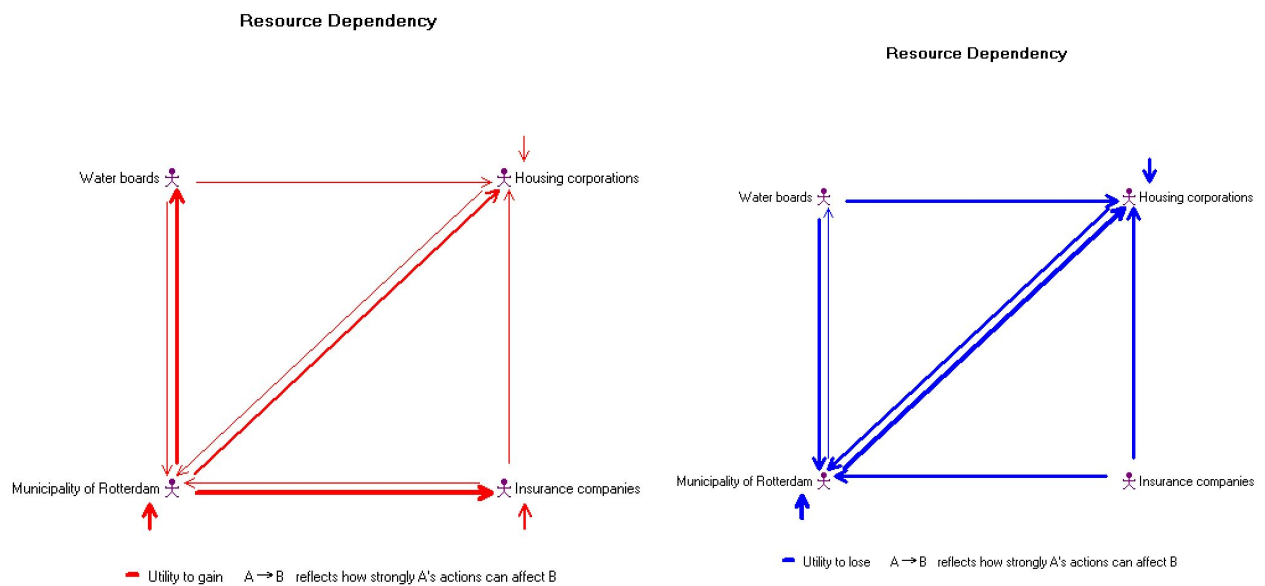 Resource Dependency
Water boards
Housing corporations
Municipality of Rotterdam
Insurance companies
Utility to gain A → B reflects how strongly A's actions can affect B
Resource Dependency
Water boards
Housing corporations
Municipality of Rotterdam
Insurance companies
Utility to lose A → B reflects how strongly A's actions can affect B